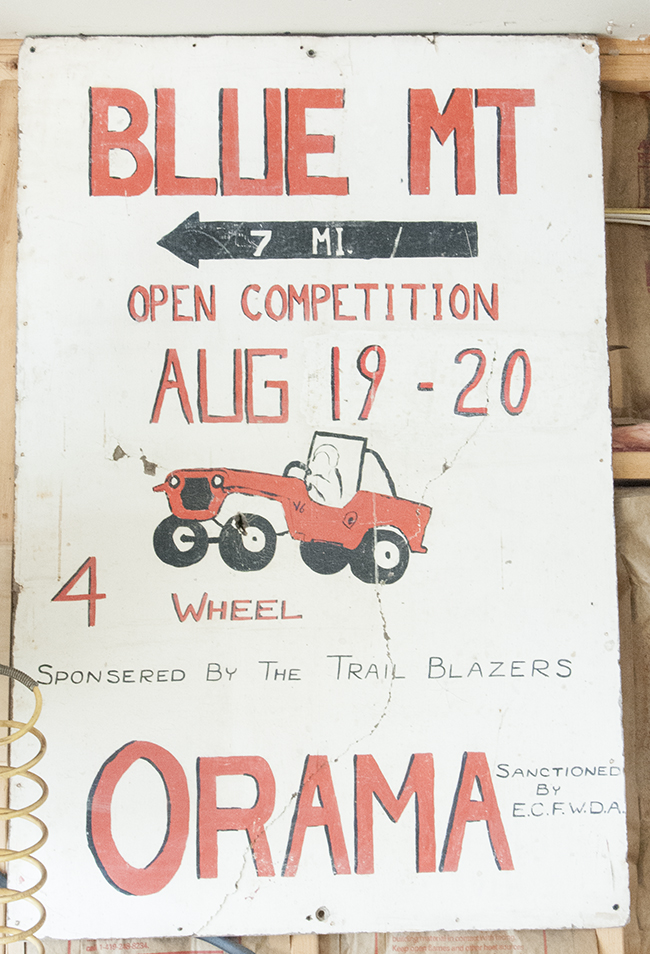 BLUE MT
7 MI.
OPEN COMPETITION
AUG 19 - 20
V6
4 WHEEL
SPONSERED BY THE TRAIL BLAZERS
ORAMA
SANCTIONED
BY
E.C.F.W.D.A.